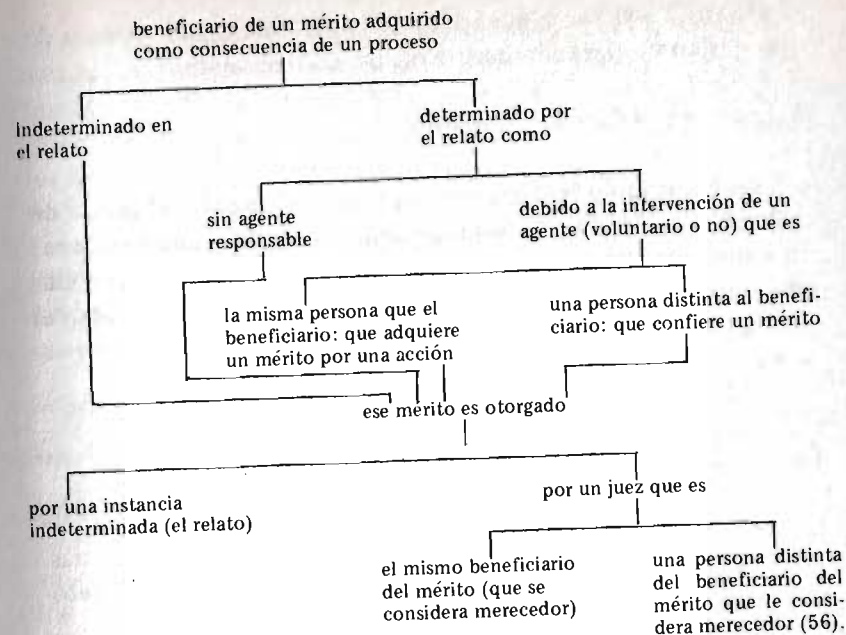 beneficiario de un mérito adquirido
como consecuencia de un proceso
Indeterminado en
el relato
determinado por
el relato como
sin agente
responsable
debido a la intervención de un
agente (voluntario o no) que es
la misma persona que el
beneficiario: que adquiere
un mérito por una acción
una persona distinta al benefi-
ciario: que confiere un mérito
ese mérito es otorgado
por una instancia
indeterminada (el relato)
por un juez que es
el mismo beneficiario
del mérito (que se
considera merecedor)
una persona distinta
del beneficiario del
mérito que le consi-
dera merecedor (56).